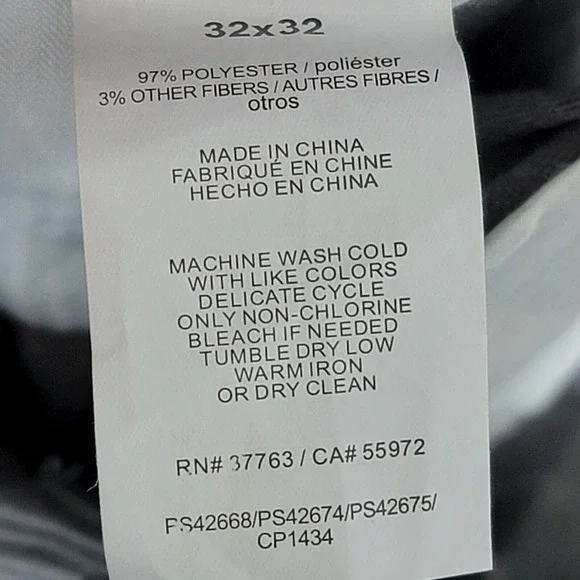 32x32
97% POLYESTER / poliéster
3% OTHER FIBERS / AUTRES FIBRES /
otros
MADE IN CHINA
FABRIQUÉ EN CHINE
HECHO EN CHINA
MACHINE WASH COLD
WITH LIKE COLORS
DELICATE CYCLE
ONLY NON-CHLORINE
BLEACH IF NEEDED
TUMBLE DRY LOW
WARM IRON
OR DRY CLEAN
RN# 37763 / CA# 55972
PS42668/PS42674/PS42675/
CP1434